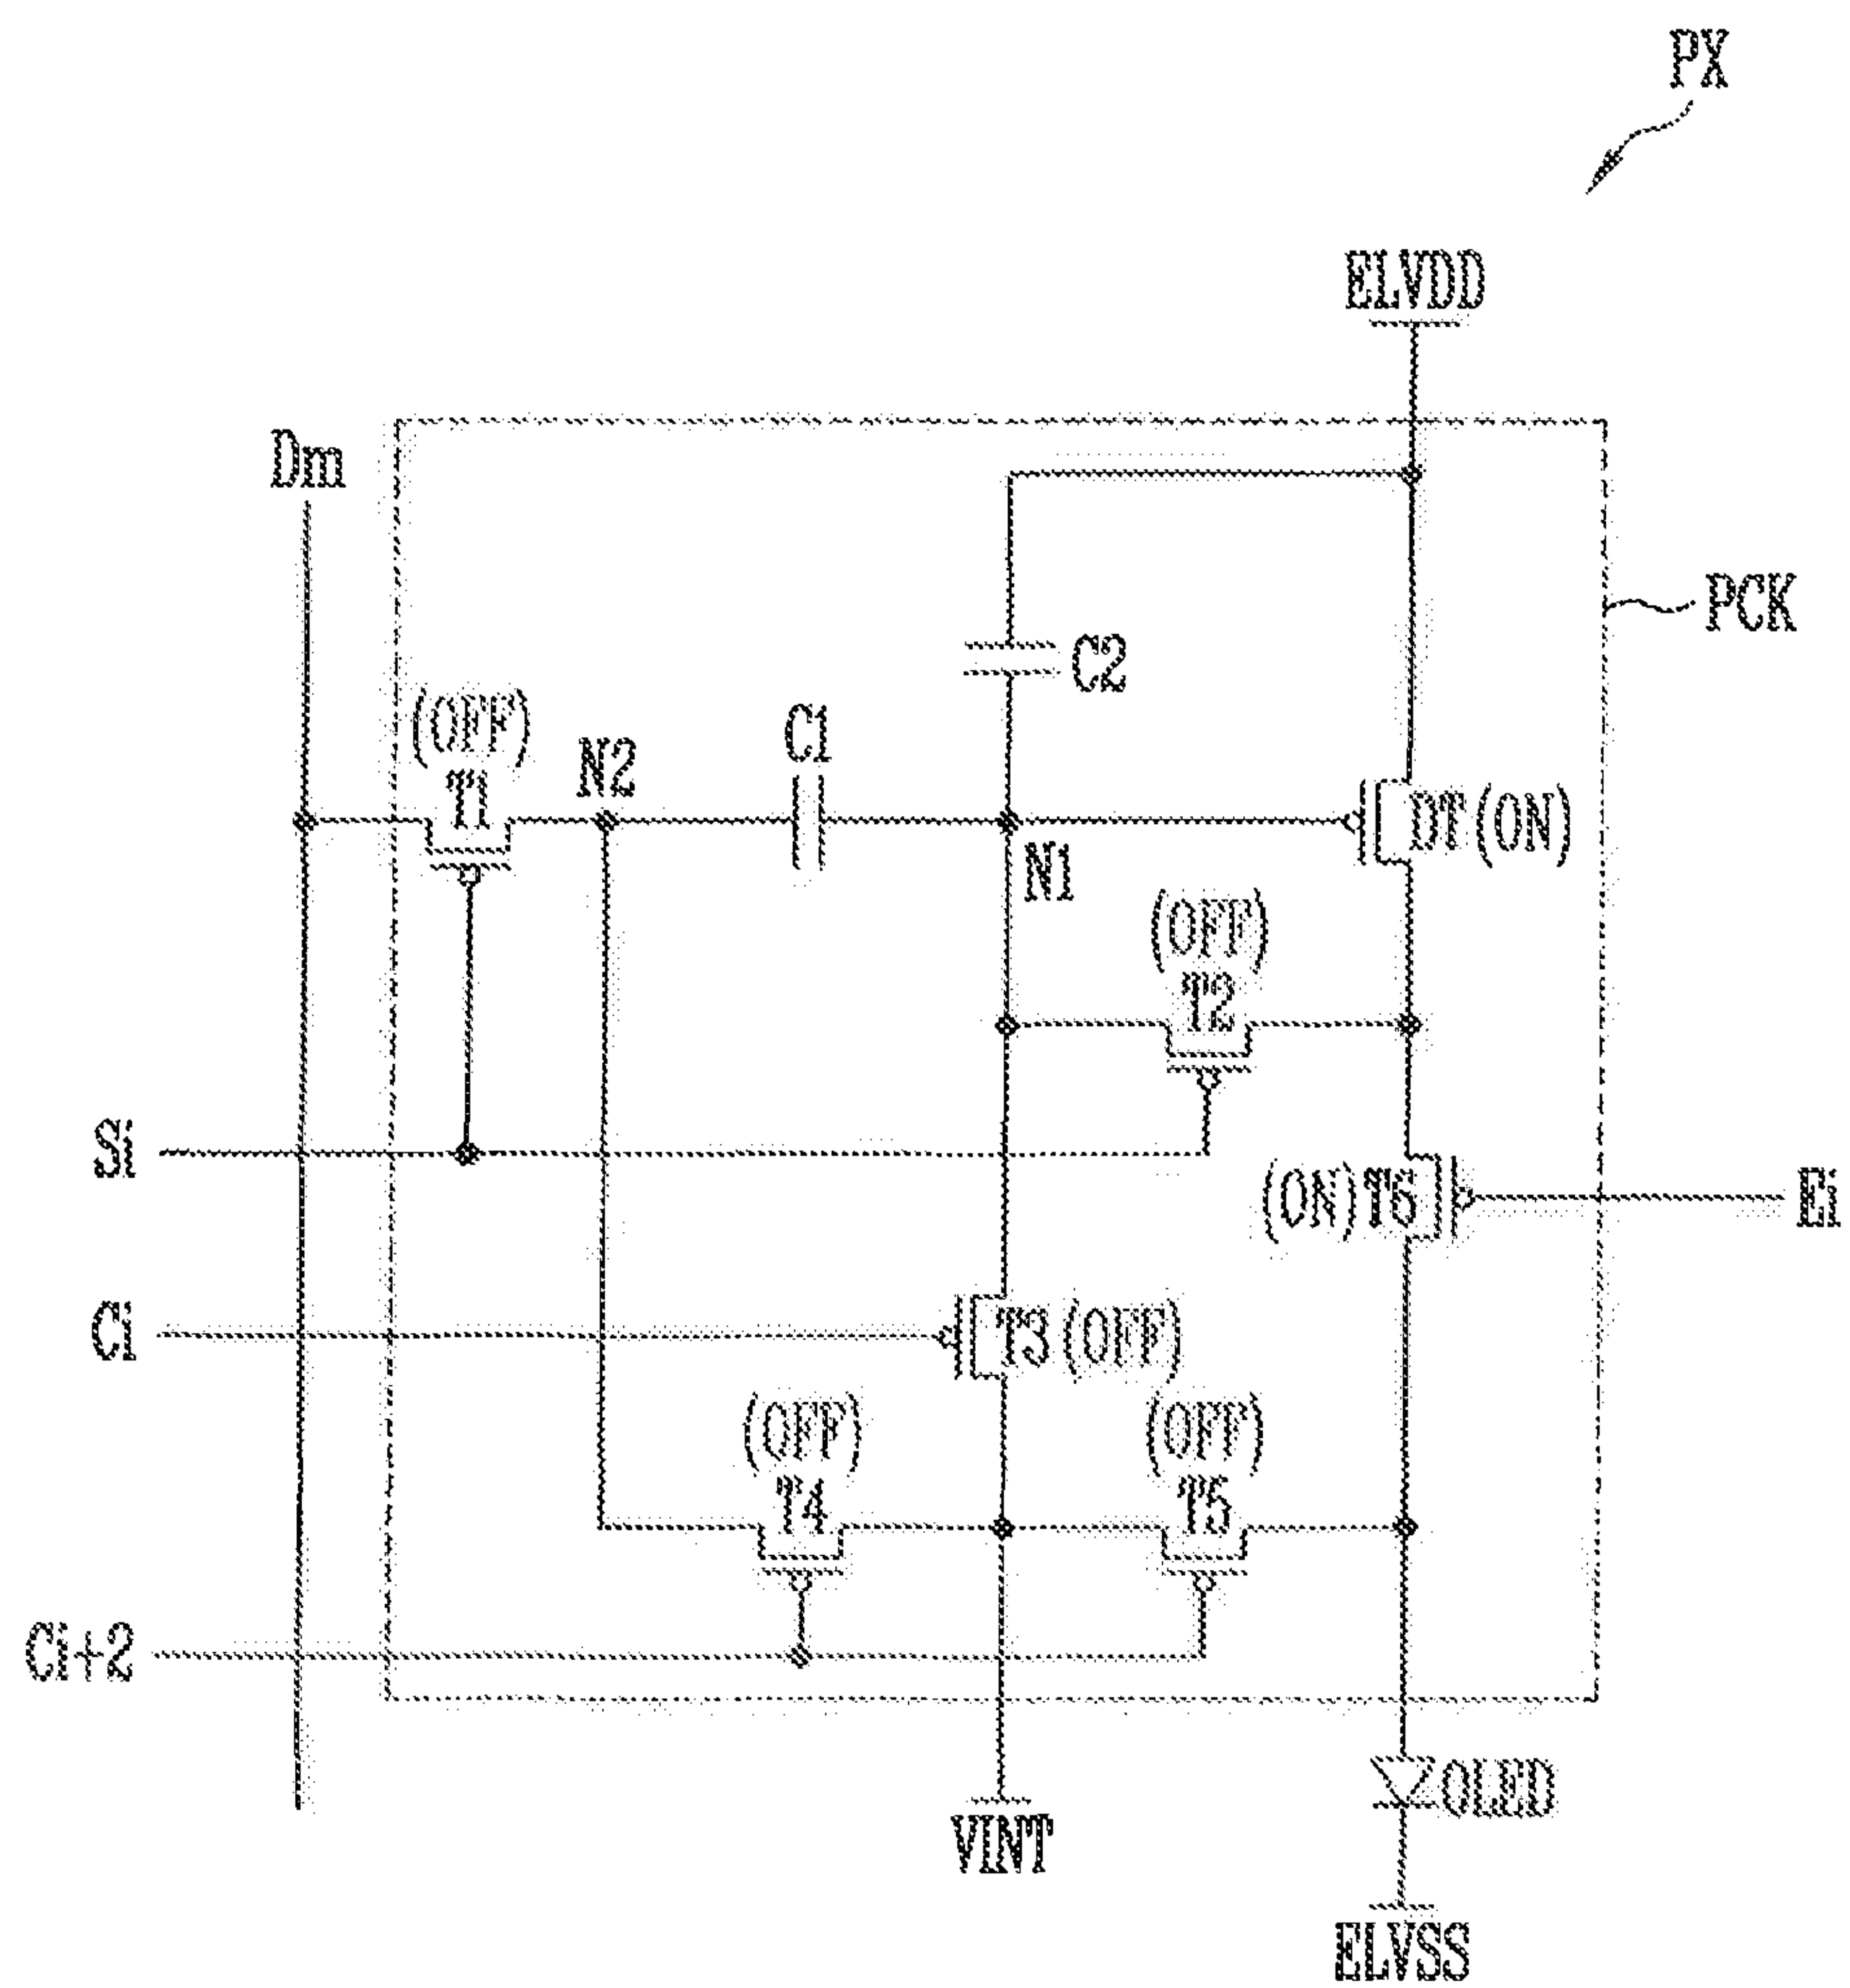 PX
ELVDD
Dm
PCK
C2
(OFF)
T1
N2
C1
DT(ON)
N1
(OFF)
T2
Si
(ON)T6
Ei
Ci
T3(OFF)
(OFF)
T4
(OFF)
T5
Ci+2
OLED
VINT
ELVSS